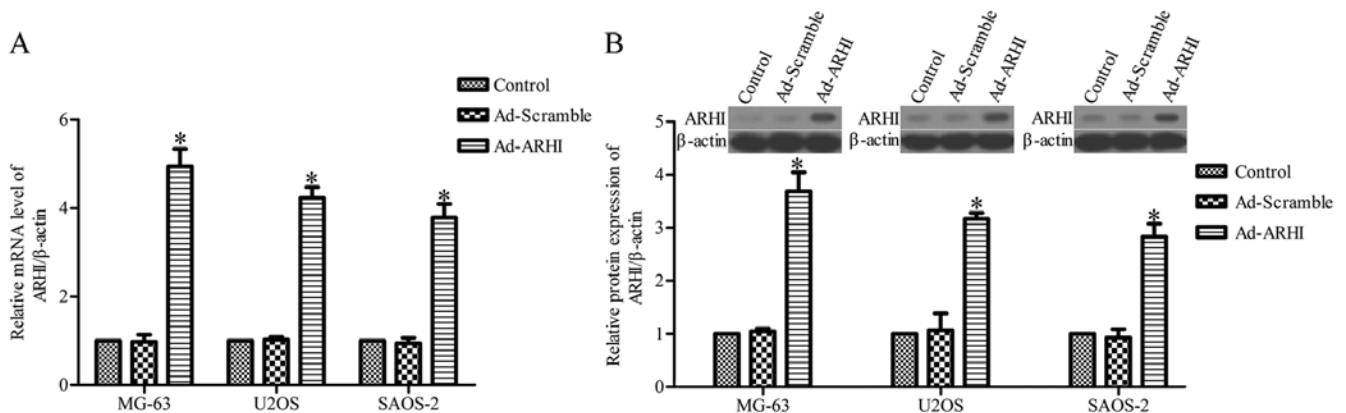 A
Relative mRNA level of
ARHI/β-actin
6
4
2
0
MG-63
U2OS
SAOS-2
Control
Ad-Scramble
Ad-ARHI
*
*
*
B
Control
Ad-Scramble
Ad-ARHI
Control
Ad-Scramble
Ad-ARHI
Control
Ad-Scramble
Ad-ARHI
ARHI
β-actin
ARHI
β-actin
ARHI
β-actin
Relative protein expression of
ARHI/β-actin
5
4
3
2
1
0
*
*
*
MG-63
U2OS
SAOS-2
Control
Ad-Scramble
Ad-ARHI